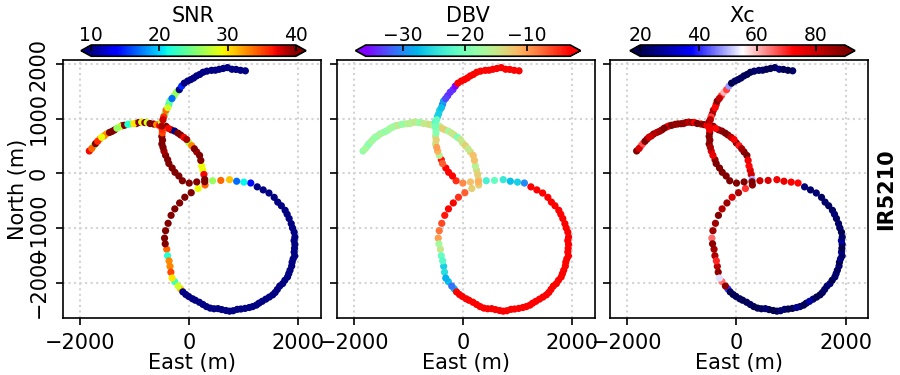 SNR DBV Xc
10 20 30 40 −30 −20 −10 20 40 60 80
2000
1000
0
−1000
−2000
North (m)
−2000 0 2000 −2000 0 2000 −2000 0 2000
East (m) East (m) East (m)
IR5210